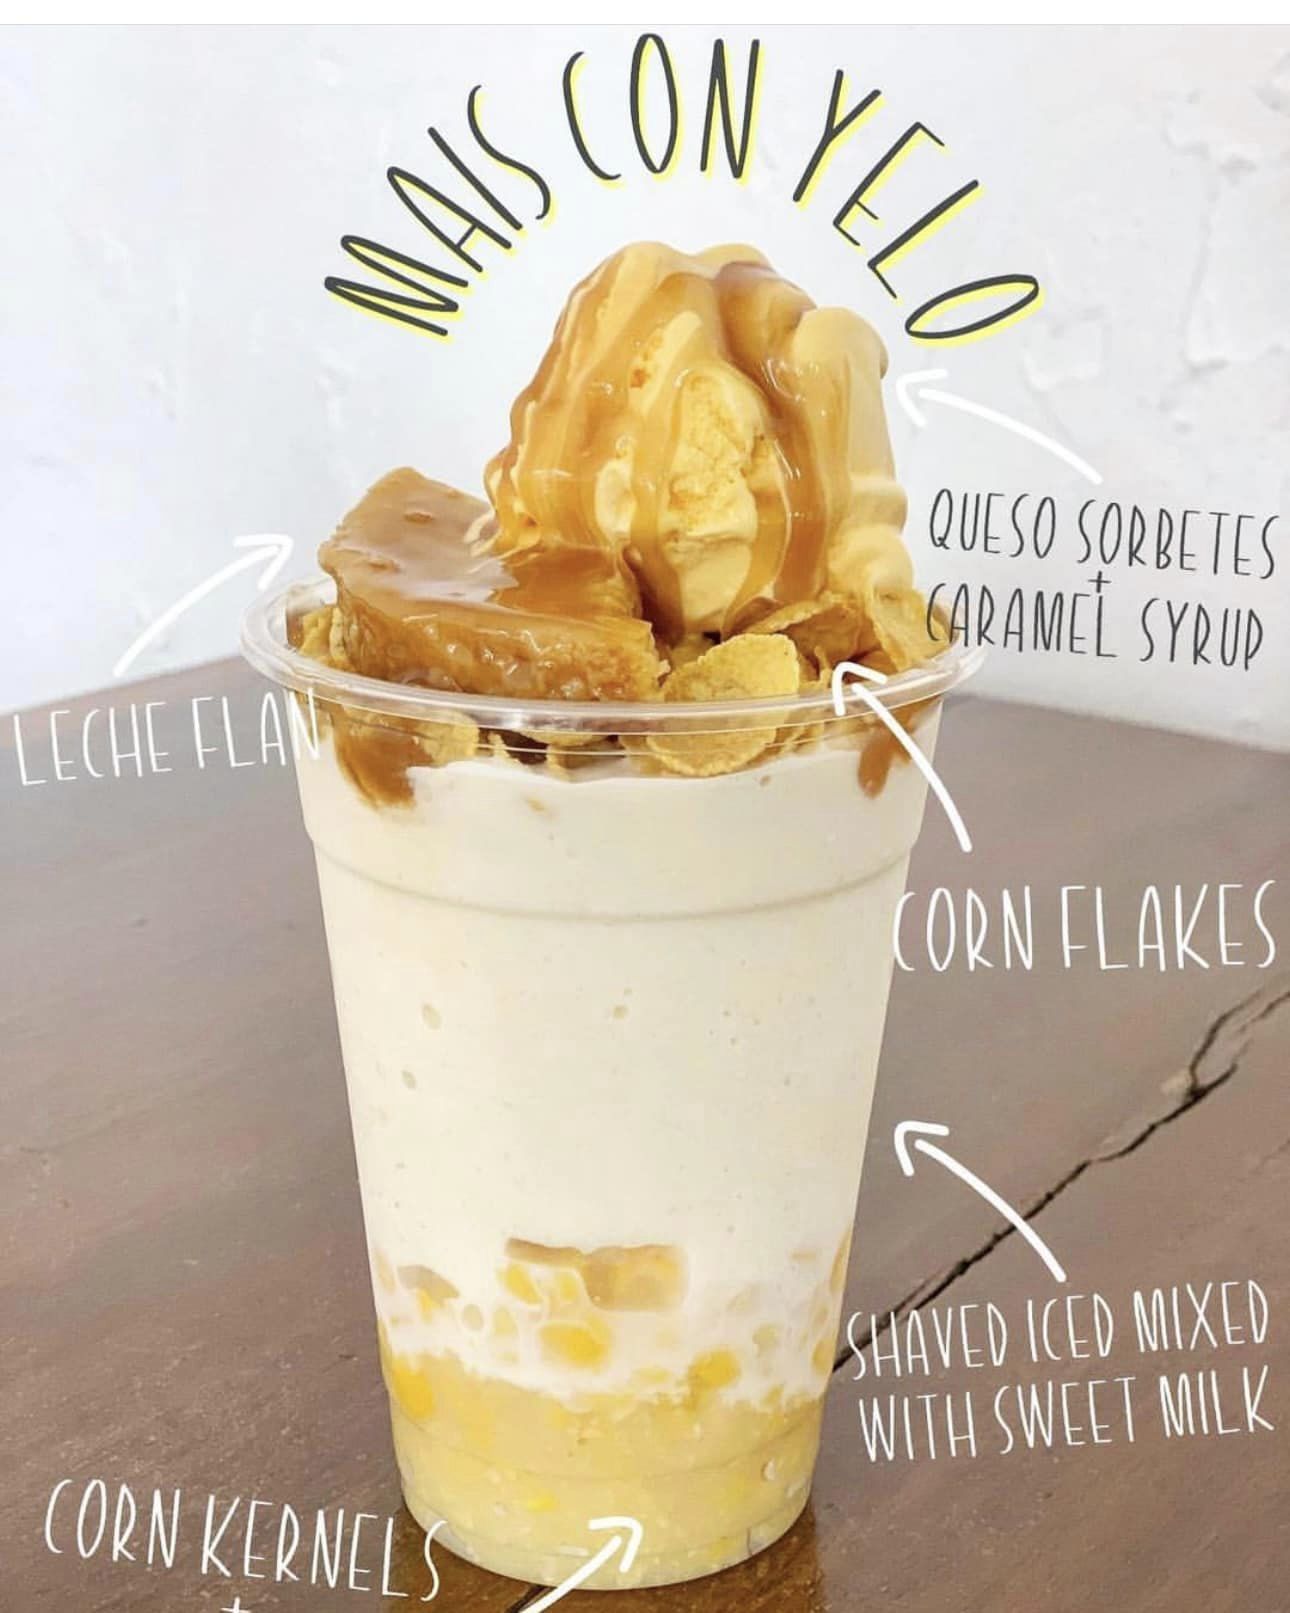 MAIS CON YELO
QUESO SORBETES
+
CARAMEL SYRUP
LECHE FLAN
CORN FLAKES
SHAVED ICED MIXED
WITH SWEET MILK
CORN KERNELS
+